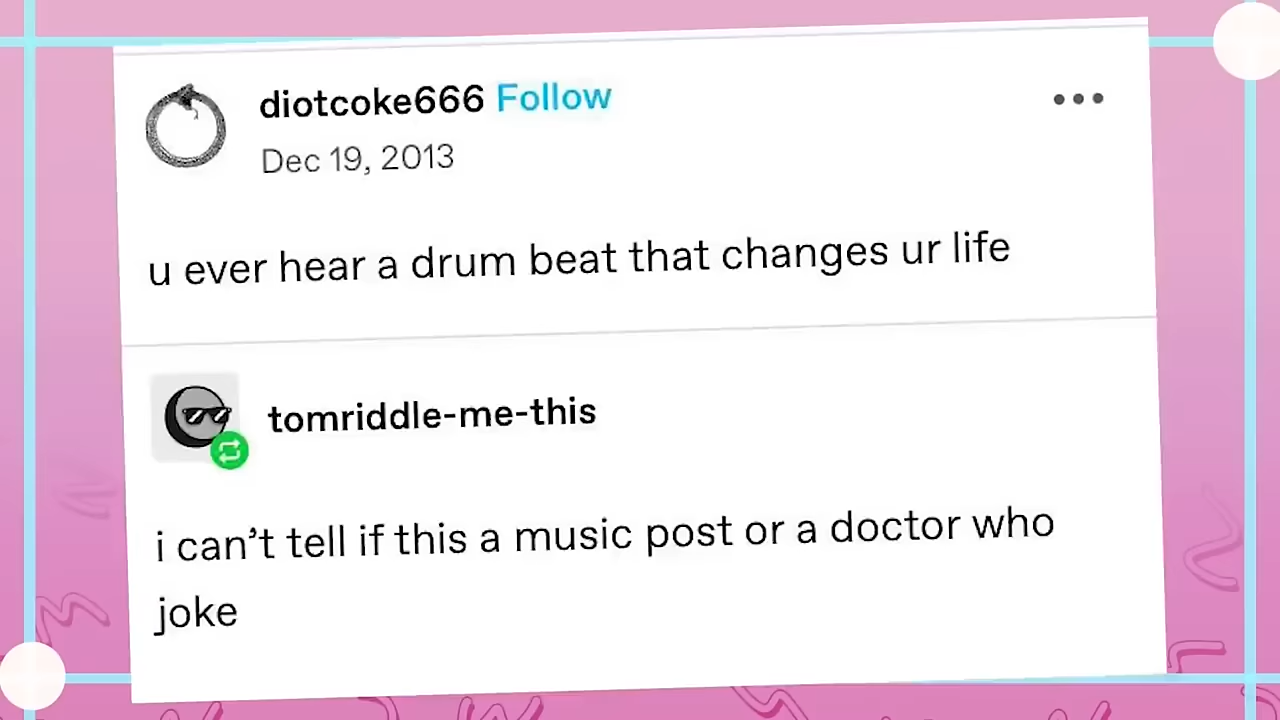 diotcoke666 Follow
Dec 19, 2013
u ever hear a drum beat that changes ur life
tomriddle-me-this
i can't tell if this a music post or a doctor who
joke